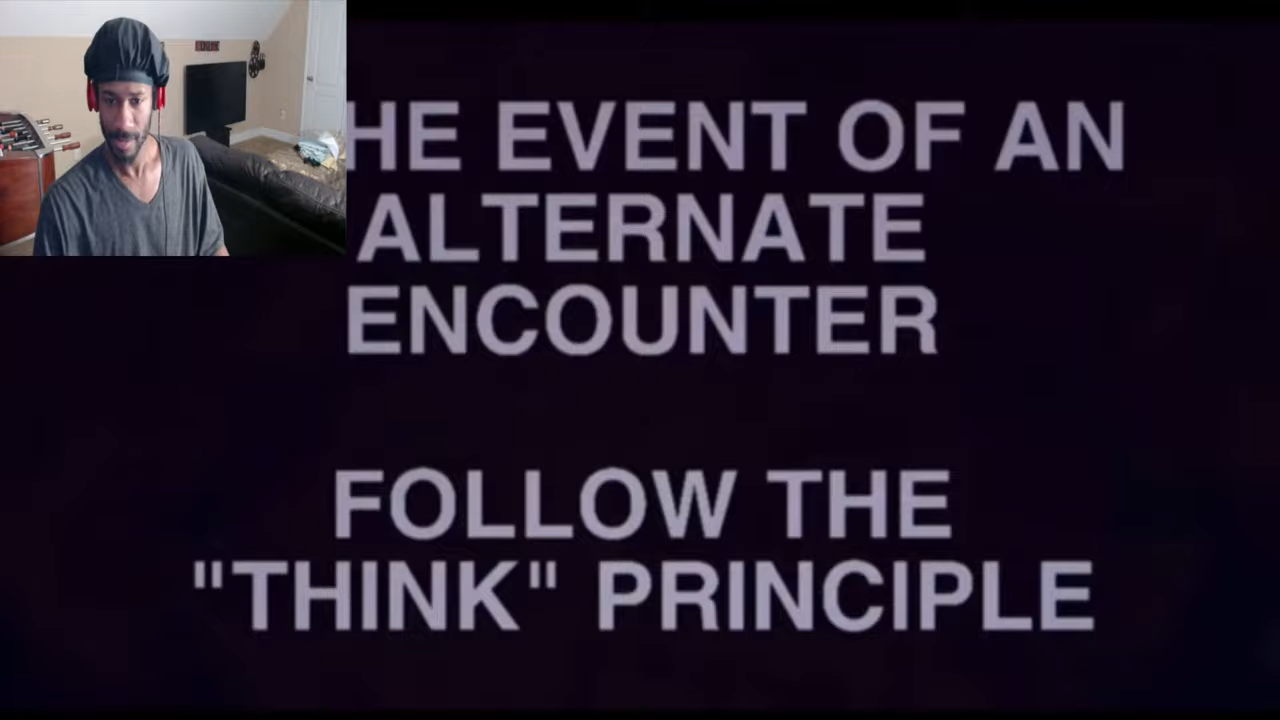 HE EVENT OF AN
ALTERNATE
ENCOUNTER
FOLLOW THE
"THINK" PRINCIPLE